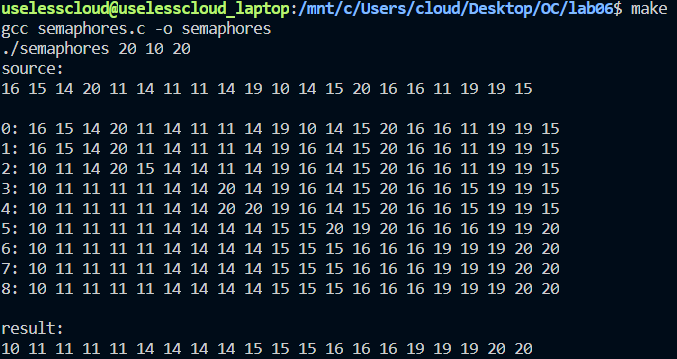 uselesscloud@uselesscloud_laptop:/mnt/c/Users/cloud/Desktop/OC/lab06$ make
gcc semaphores.c -o semaphores
./semaphores 20 10 20
source:
16 15 14 20 11 14 11 11 14 19 10 14 15 20 16 16 11 19 19 15

0: 16 15 14 20 11 14 11 11 14 19 10 14 15 20 16 16 11 19 19 15
1: 16 15 14 20 11 14 11 11 14 19 10 14 15 20 16 16 11 19 19 15
2: 10 11 14 20 15 14 14 11 14 19 16 14 15 20 16 16 11 19 19 15
3: 10 11 11 11 11 14 14 20 14 19 16 14 15 20 16 16 15 19 19 15
4: 10 11 11 11 11 14 14 20 20 19 16 14 15 20 16 16 15 19 19 15
5: 10 11 11 11 11 14 14 14 14 15 15 20 19 20 16 16 16 19 19 20
6: 10 11 11 11 11 14 14 14 14 15 15 15 16 16 16 19 19 19 20 20
7: 10 11 11 11 11 14 14 14 14 15 15 15 16 16 16 19 19 19 20 20
8: 10 11 11 11 11 14 14 14 14 15 15 15 16 16 16 19 19 19 20 20

result:
10 11 11 11 11 14 14 14 14 15 15 15 16 16 16 19 19 19 20 20